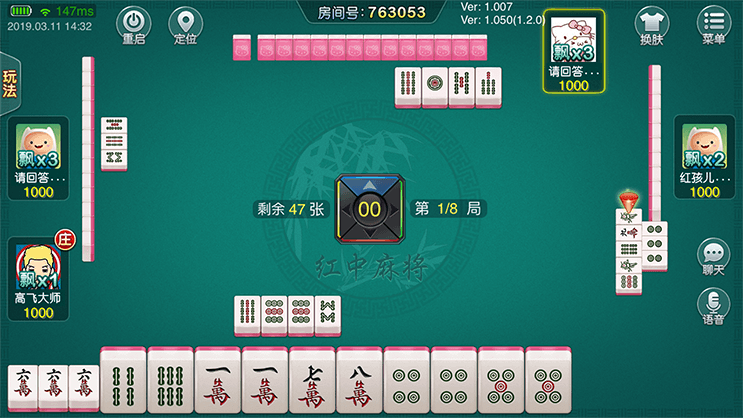 147ms
2019.03.11 14:32
重启
定位
房间号: 763053
Ver: 1.007
Ver: 1.050(1.2.0)
换肤
菜单
玩法
飘x3
请回答...
1000
飘x3
请回答...
1000
飘x2
红孩儿...
1000
剩余 47 张
00
第 1/8 局
红中麻将
庄
飘x1
高飞大师
1000
聊天
语音
六萬
六萬
六萬
一萬
一萬
七萬
八萬